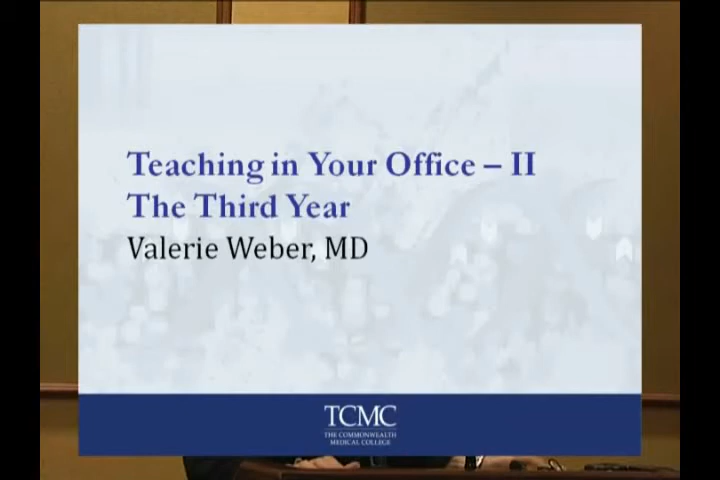 Teaching in Your Office – II
The Third Year
Valerie Weber, MD
TCMC
THE COMMONWEALTH
MEDICAL COLLEGE